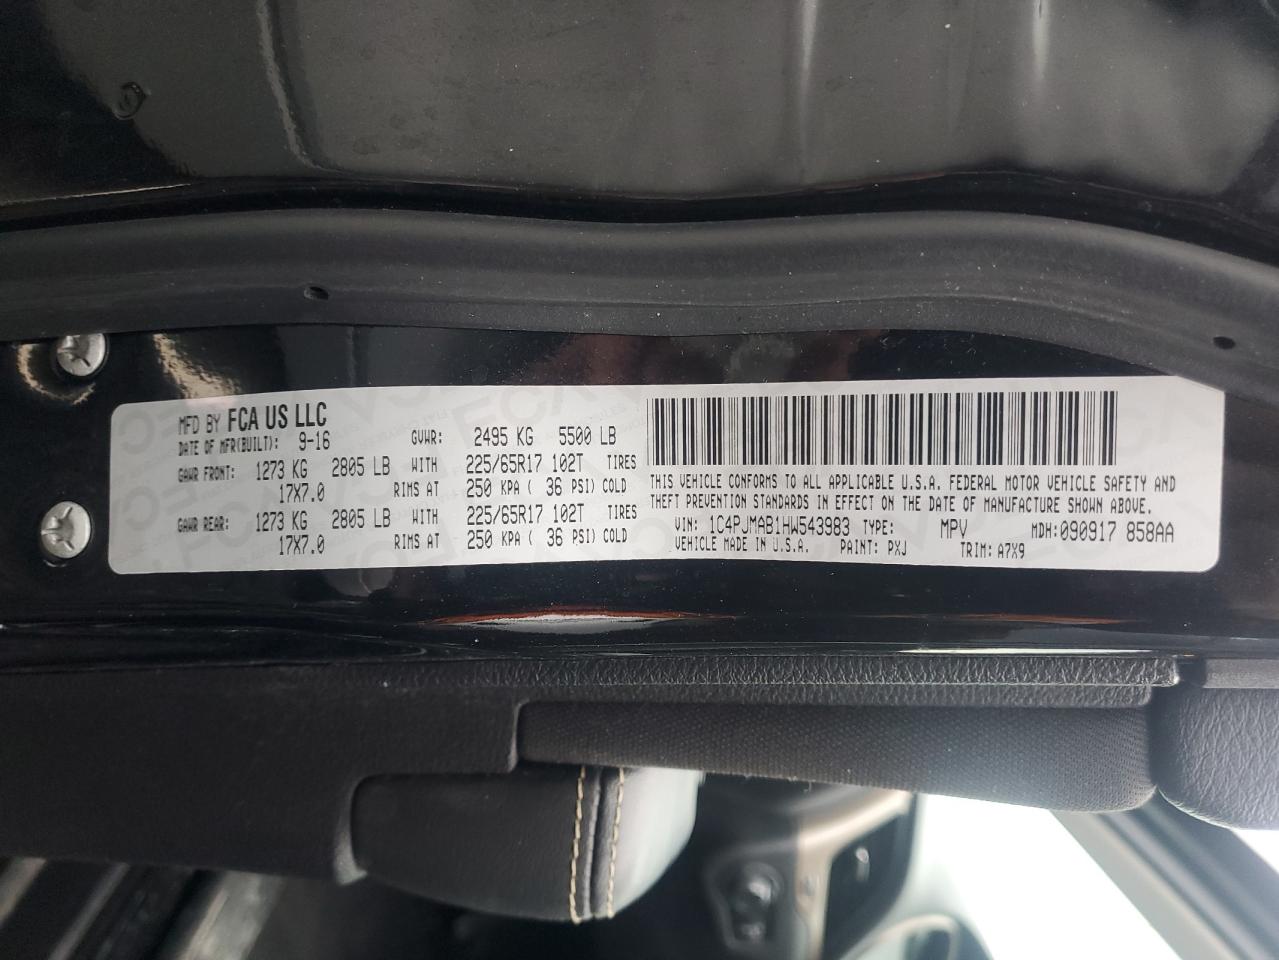 MFD BY FCA US LLC
DATE OF MFR(BUILT): 9-16 GVWR: 2495 KG 5500 LB
GAWR FRONT: 1273 KG 2805 LB WITH 225/65R17 102T TIRES
17X7.0 RIMS AT 250 KPA ( 36 PSI) COLD
GAWR REAR: 1273 KG 2805 LB WITH 225/65R17 102T TIRES
17X7.0 RIMS AT 250 KPA ( 36 PSI) COLD
THIS VEHICLE CONFORMS TO ALL APPLICABLE U.S.A. FEDERAL MOTOR VEHICLE SAFETY AND
THEFT PREVENTION STANDARDS IN EFFECT ON THE DATE OF MANUFACTURE SHOWN ABOVE.
VIN: 1C4PJMAB1HW543983 TYPE: MPV MDH:090917 858AA
VEHICLE MADE IN U.S.A. PAINT: PXJ TRIM: A7X9